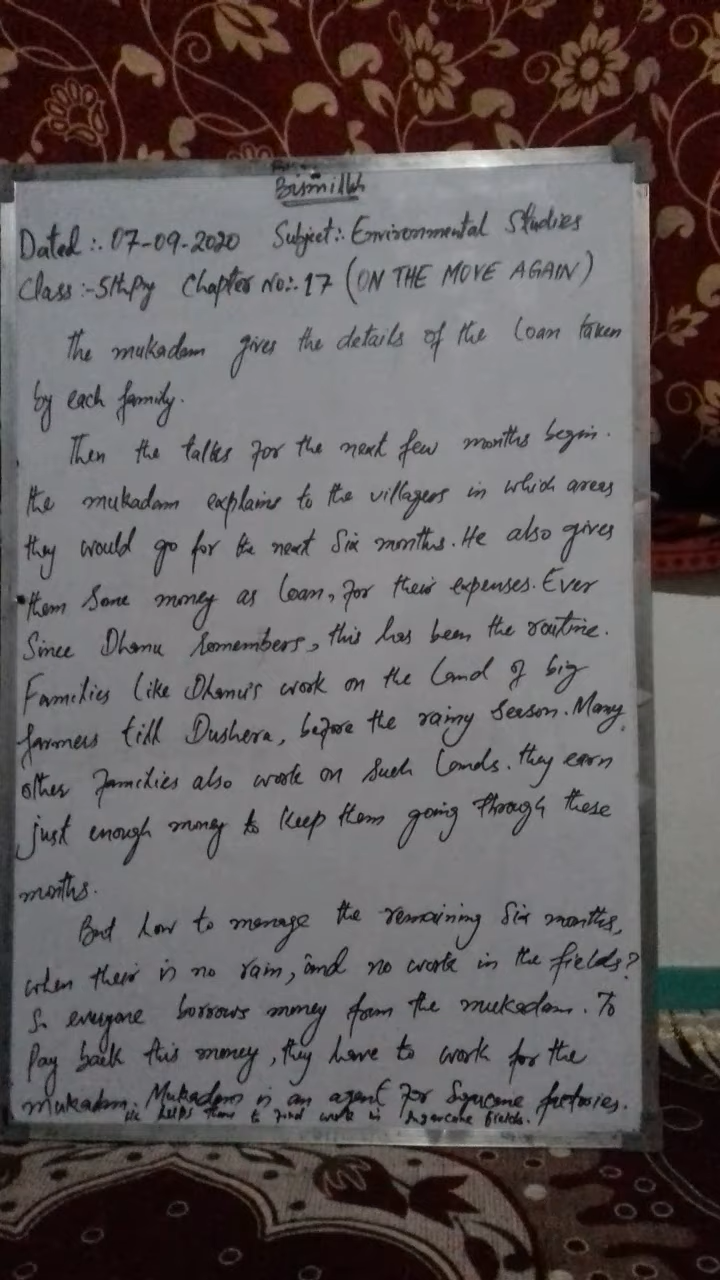 Bismillah
Dated :. 07-09-2020 Subject:. Environmental Studies
Class :- 5th Pry Chapter No:. 17 (ON THE MOVE AGAIN)
The mukadam gives the details of the loan taken
by each family.
Then the talks for the next few months begin.
the mukadam explains to the villagers in which areas
they would go for the next Six months. He also gives
them Some money as loan, for their expenses. Ever
Since Dhanu remembers, this has been the routine.
Families like Dhanu's work on the land of big
farmers till Dushera, before the rainy Season. Many
other families also work on Such lands. they earn
just enough money to keep them going through these
months.
But how to manage the remaining Six months,
when their is no rain, and no work in the fields?
So everyone borrows money from the mukadam. To
Pay back this money, they have to work for the
mukadam. Mukadam is an agent for factories.
He helps them to find work in Sugarcane fields.